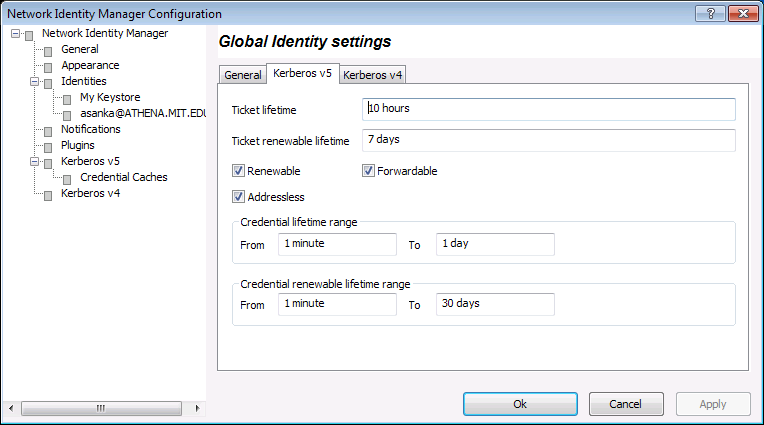 Network Identity Manager Configuration
Network Identity Manager
General
Appearance
Identities
My Keystore
asanka@ATHENA.MIT.EDU
Notifications
Plugins
Kerberos v5
Credential Caches
Kerberos v4
Global Identity settings
General Kerberos v5 Kerberos v4
Ticket lifetime 10 hours
Ticket renewable lifetime 7 days
Renewable Forwardable
Addressless
Credential lifetime range
From 1 minute To 1 day
Credential renewable lifetime range
From 1 minute To 30 days
Ok Cancel Apply